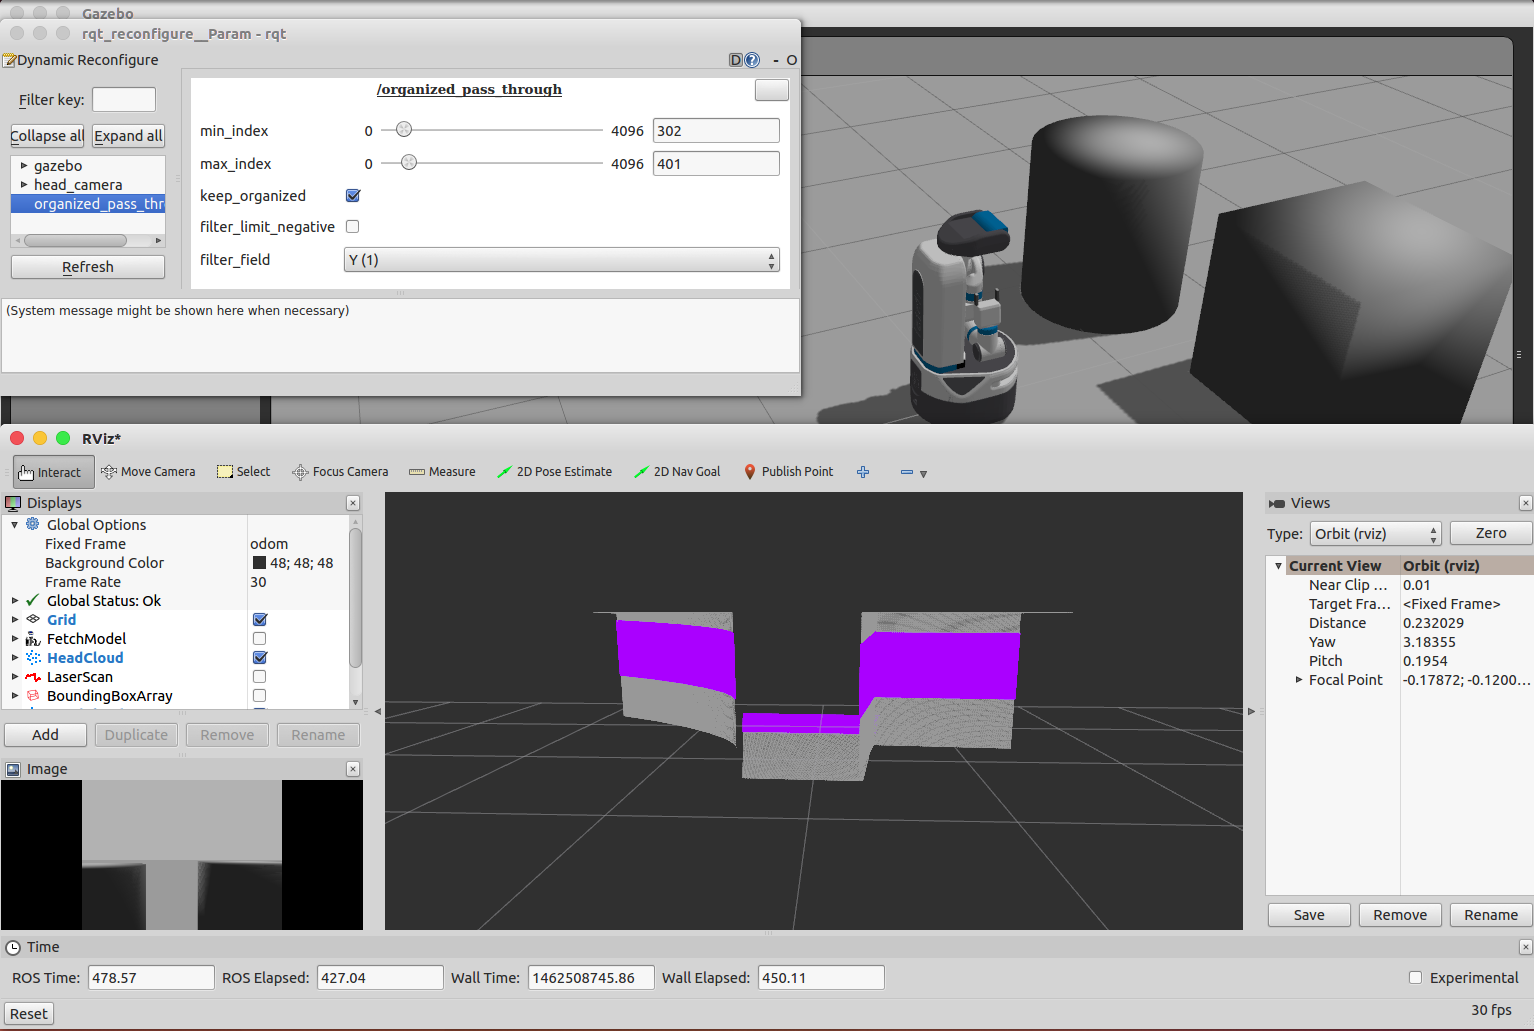 Gazebo
rqt_reconfigure__Param - rqt
Dynamic Reconfigure
D
- O
Filter key:
Collapse all
Expand all
gazebo
head_camera
organized_pass_thr
Refresh
/organized_pass_through
min_index 0 4096 302
max_index 0 4096 401
keep_organized
filter_limit_negative
filter_field Y (1)
(System message might be shown here when necessary)
RViz*
Interact Move Camera Select Focus Camera Measure 2D Pose Estimate 2D Nav Goal Publish Point
Displays
Global Options
Fixed Frame odom
Background Color 48; 48; 48
Frame Rate 30
Global Status: Ok
Grid
FetchModel
HeadCloud
LaserScan
BoundingBoxArray
Add Duplicate Remove Rename
Image
Views
Type: Orbit (rviz) Zero
Current View Orbit (rviz)
Near Clip ... 0.01
Target Fra... <Fixed Frame>
Distance 0.232029
Yaw 3.18355
Pitch 0.1954
Focal Point -0.17872; -0.1200...
Save Remove Rename
Time
ROS Time: 478.57 ROS Elapsed: 427.04 Wall Time: 1462508745.86 Wall Elapsed: 450.11 Experimental
Reset
30 fps